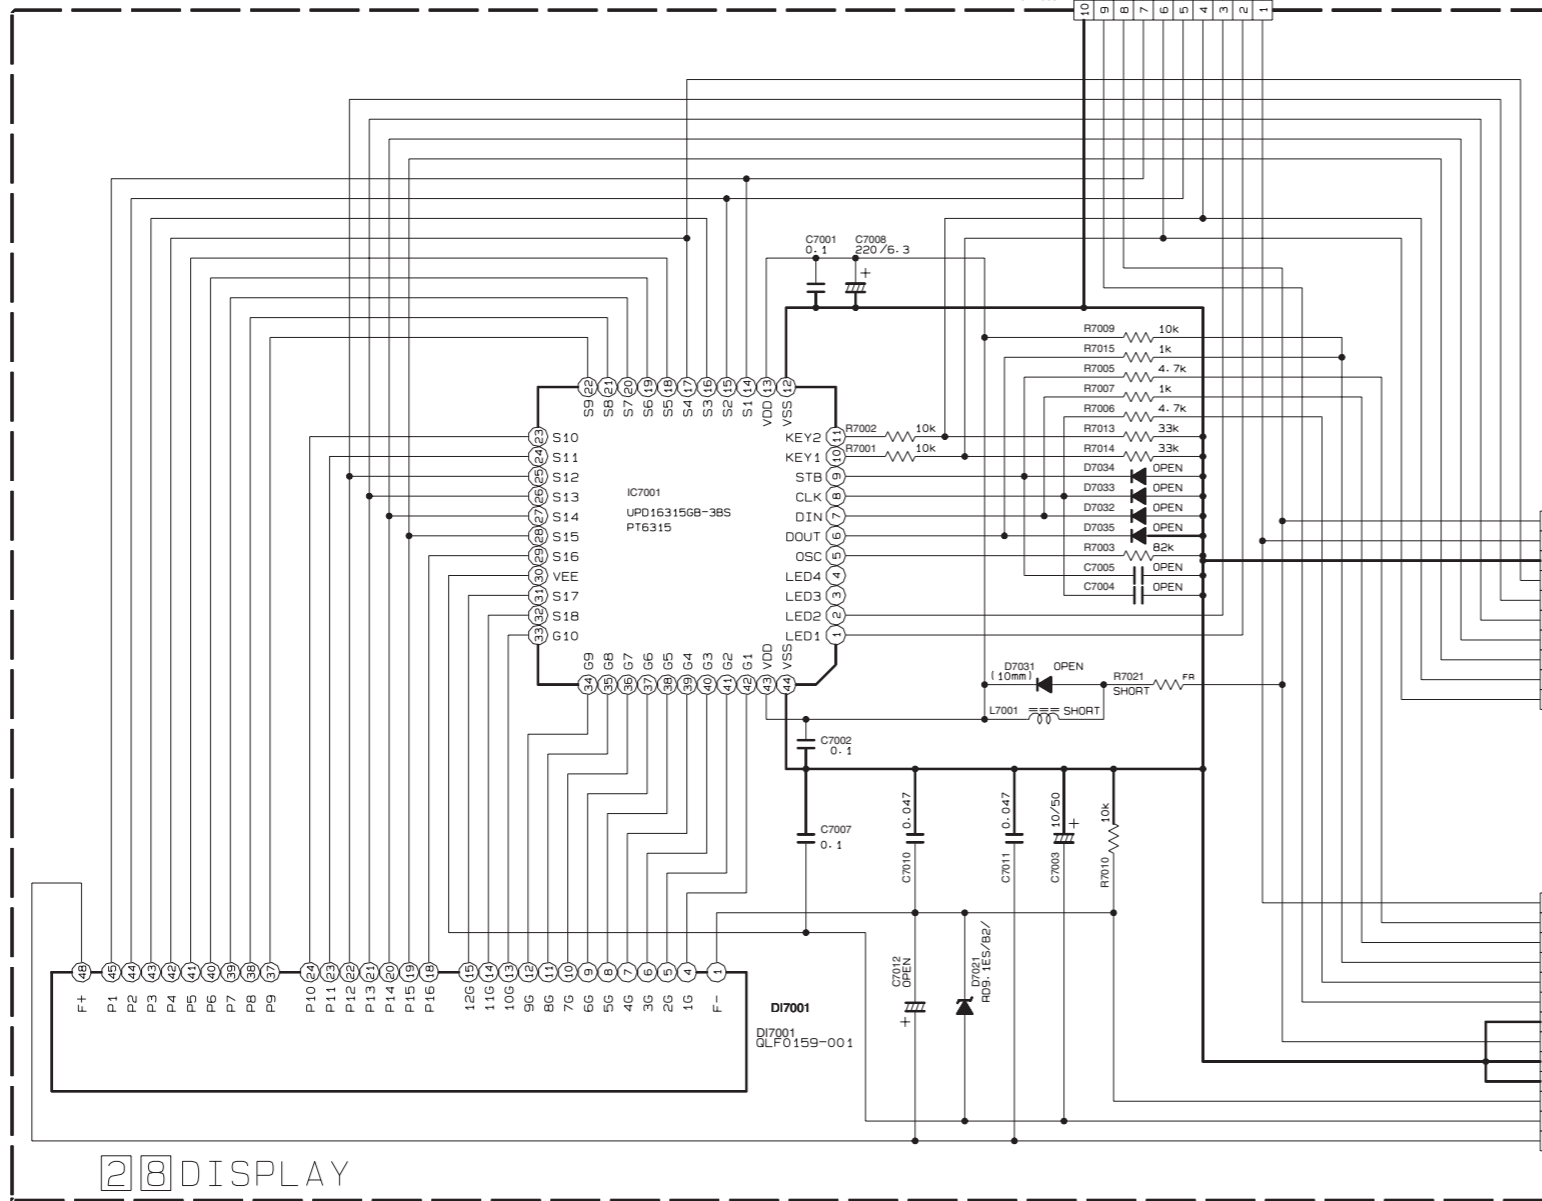 10 9 8 7 6 5 4 3 2 1
C7001
0.1
C7008
220/6.3
+
R7009 10k
R7015 1k
R7005 4.7k
R7007 1k
R7006 4.7k
R7013 33k
R7014 33k
D7034 OPEN
D7033 OPEN
D7032 OPEN
D7035 OPEN
R7003 82k
C7005 OPEN
C7004 OPEN
22 21 20 19 18 17 16 15 14 13 12
S9 S8 S7 S6 S5 S4 S3 S2 S1 VDD VSS
R7002 10k
R7001 10k
KEY2 11
KEY1 10
STB 9
CLK 8
DIN 7
DOUT 6
OSC 5
LED4 4
LED3 3
LED2 2
LED1 1
23 S10
24 S11
25 S12
26 S13
27 S14
28 S15
29 S16
30 VEE
31 S17
32 S18
33 G10
IC7001
UPD16315GB-3BS
PT6315
G9 G8 G7 G6 G5 G4 G3 G2 G1 VDD VSS
34 35 36 37 38 39 40 41 42 43 44
D7031 OPEN
(10mm)
R7021
SHORT
FR
L7001 SHORT
C7002
0.1
C7007
0.1
C7010 0.047
C7011 0.047
C7003 10/50
+
R7010 10k
C7012
OPEN
+
D7021
RD9.1ES/B2/
48 45 44 43 42 41 40 39 38 37 24 23 22 21 20 19 18 15 14 13 12 11 10 9 8 7 6 5 4 1
F+ P1 P2 P3 P4 P5 P6 P7 P8 P9 P10 P11 P12 P13 P14 P15 P16 12G 11G 10G 9G 8G 7G 6G 5G 4G 3G 2G 1G F-
DI7001
DI7001
QLF0159-001
28 DISPLAY